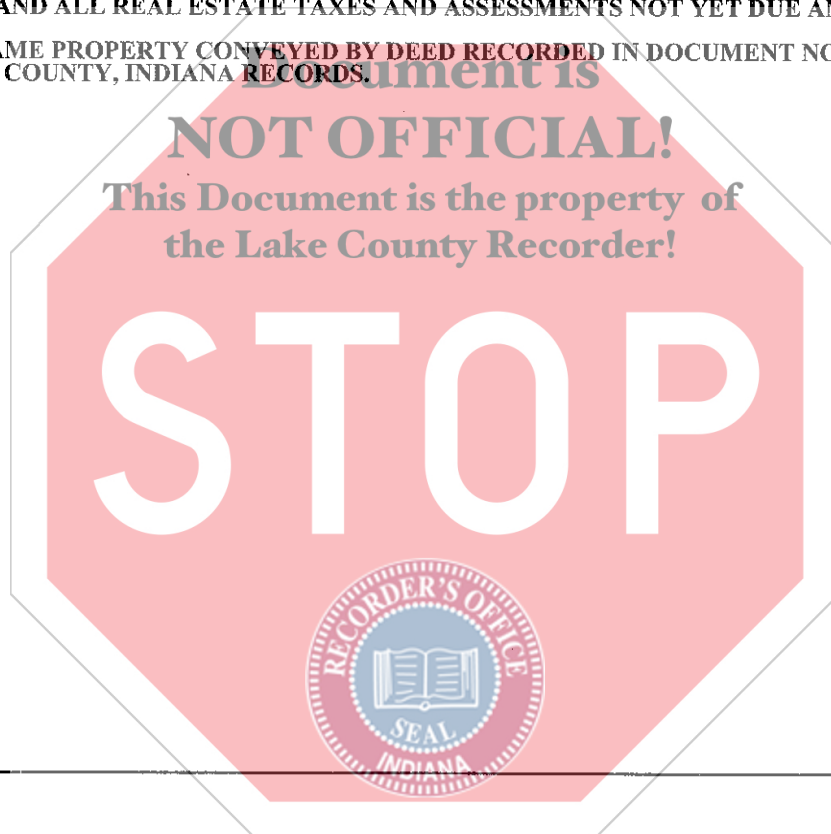 AND ALL REAL ESTATE TAXES AND ASSESSMENTS NOT YET DUE
AME PROPERTY CONVEYED BY DEED RECORDED IN DOCUMENT NO
COUNTY, INDIANA RECORDS.
Document is
NOT OFFICIAL!
This Document is the property of
the Lake County Recorder!
STOP
RECORDER'S OFFICE
SEAL
INDIANA